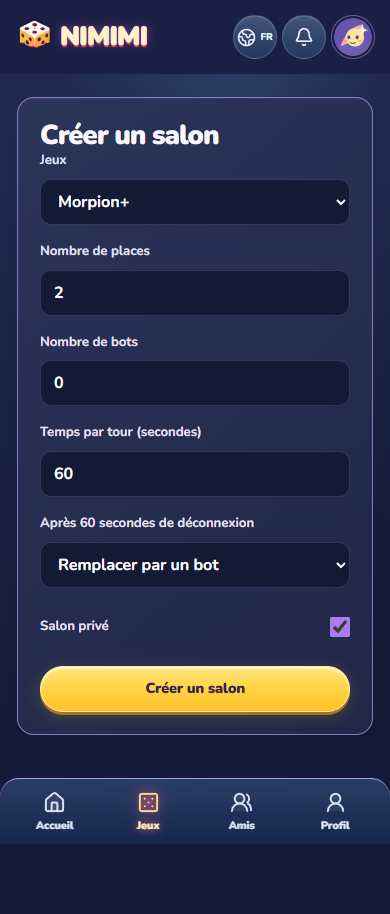 NIMIMI
FR
Créer un salon
Jeux
Morpion+
Nombre de places
2
Nombre de bots
0
Temps par tour (secondes)
60
Après 60 secondes de déconnexion
Remplacer par un bot
Salon privé
Créer un salon
Accueil
Jeux
Amis
Profil